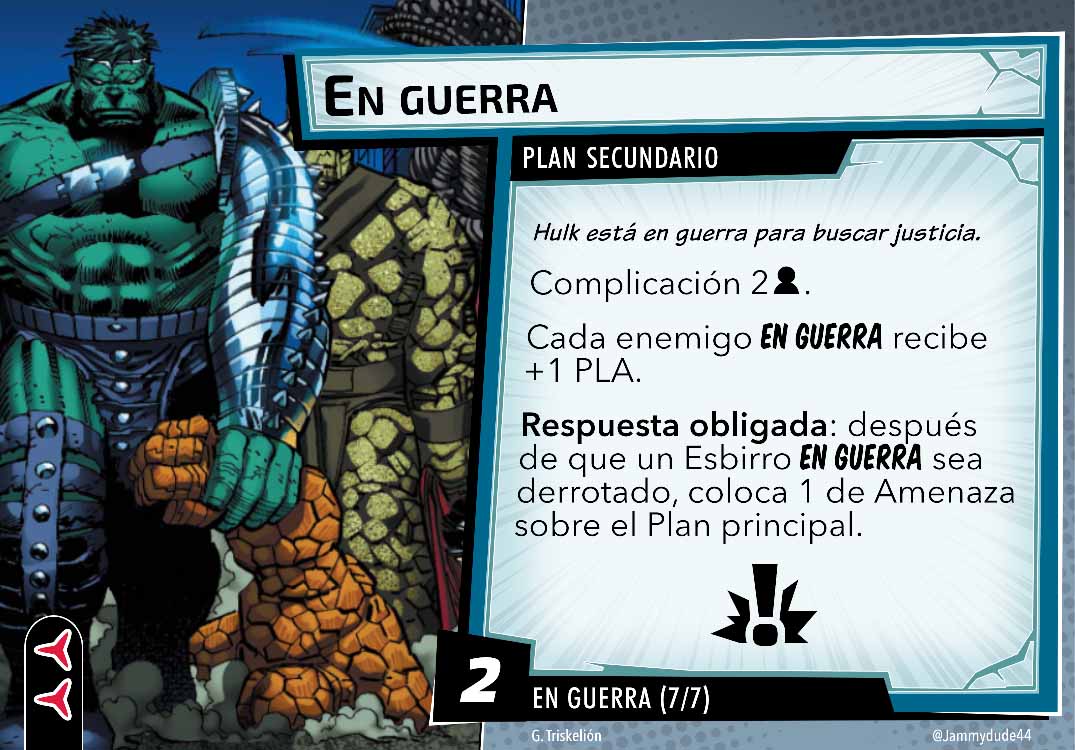 EN GUERRA
PLAN SECUNDARIO
Hulk está en guerra para buscar justicia.
Complicación 2.
Cada enemigo EN GUERRA recibe
+1 PLA.
Respuesta obligada: después
de que un Esbirro EN GUERRA sea
derrotado, coloca 1 de Amenaza
sobre el Plan principal.
2
EN GUERRA (7/7)
G. Triskelión
@Jammydude44